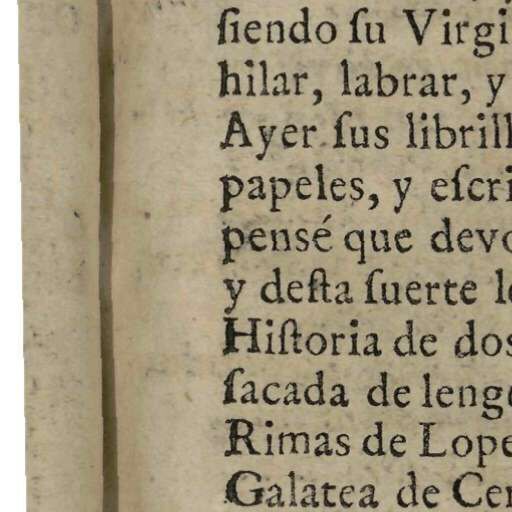 ſiendo ſu Virgi
hilar, labrar, y
Ayer ſus librill
papeles, y eſcri
pensé que devo
y deſta ſuerte l
Hiſtoria de dos
ſacada de leng
Rimas de Lope
Galatea de Cer